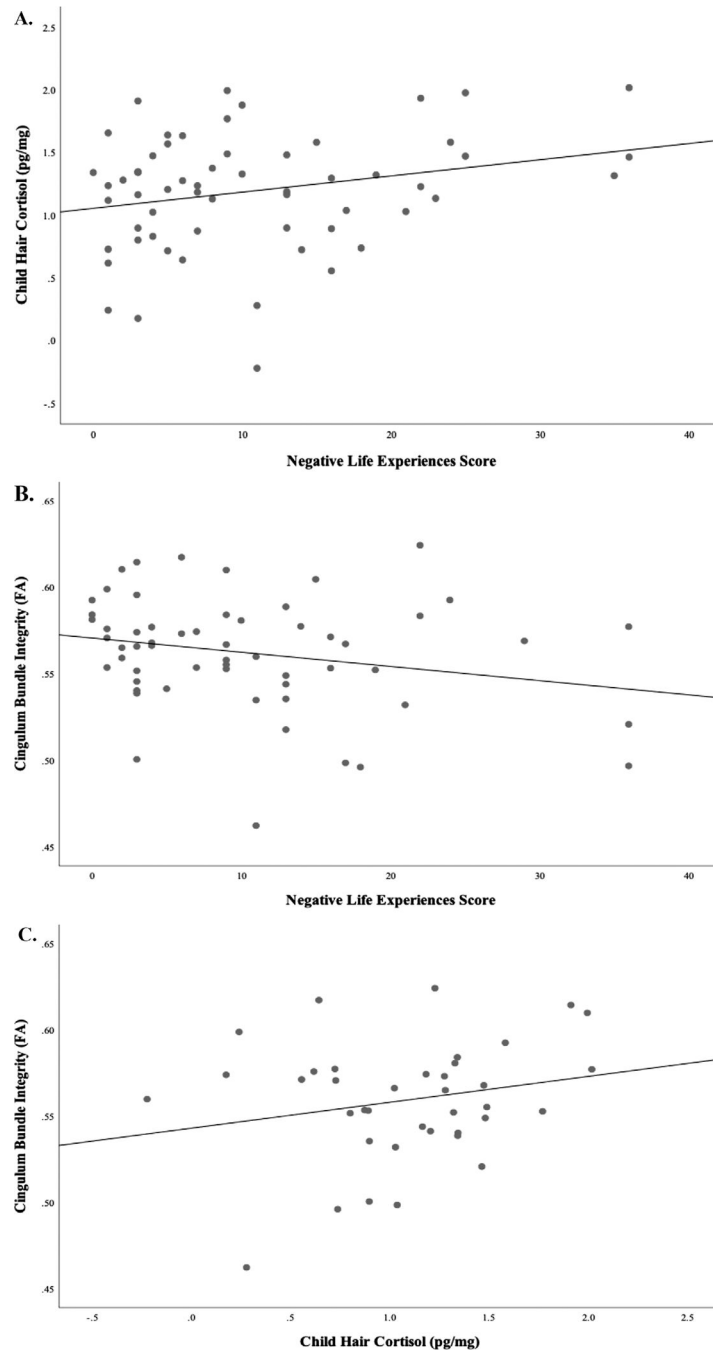 A.
2.5
2.0
1.5
1.0
.5
.0
-.5
Child Hair Cortisol (pg/mg)
0 10 20 30 40
Negative Life Experiences Score
B.
.65
.60
.55
.50
.45
Cingulum Bundle Integrity (FA)
0 10 20 30 40
Negative Life Experiences Score
C.
.65
.60
.55
.50
.45
Cingulum Bundle Integrity (FA)
-.5 .0 .5 1.0 1.5 2.0 2.5
Child Hair Cortisol (pg/mg)